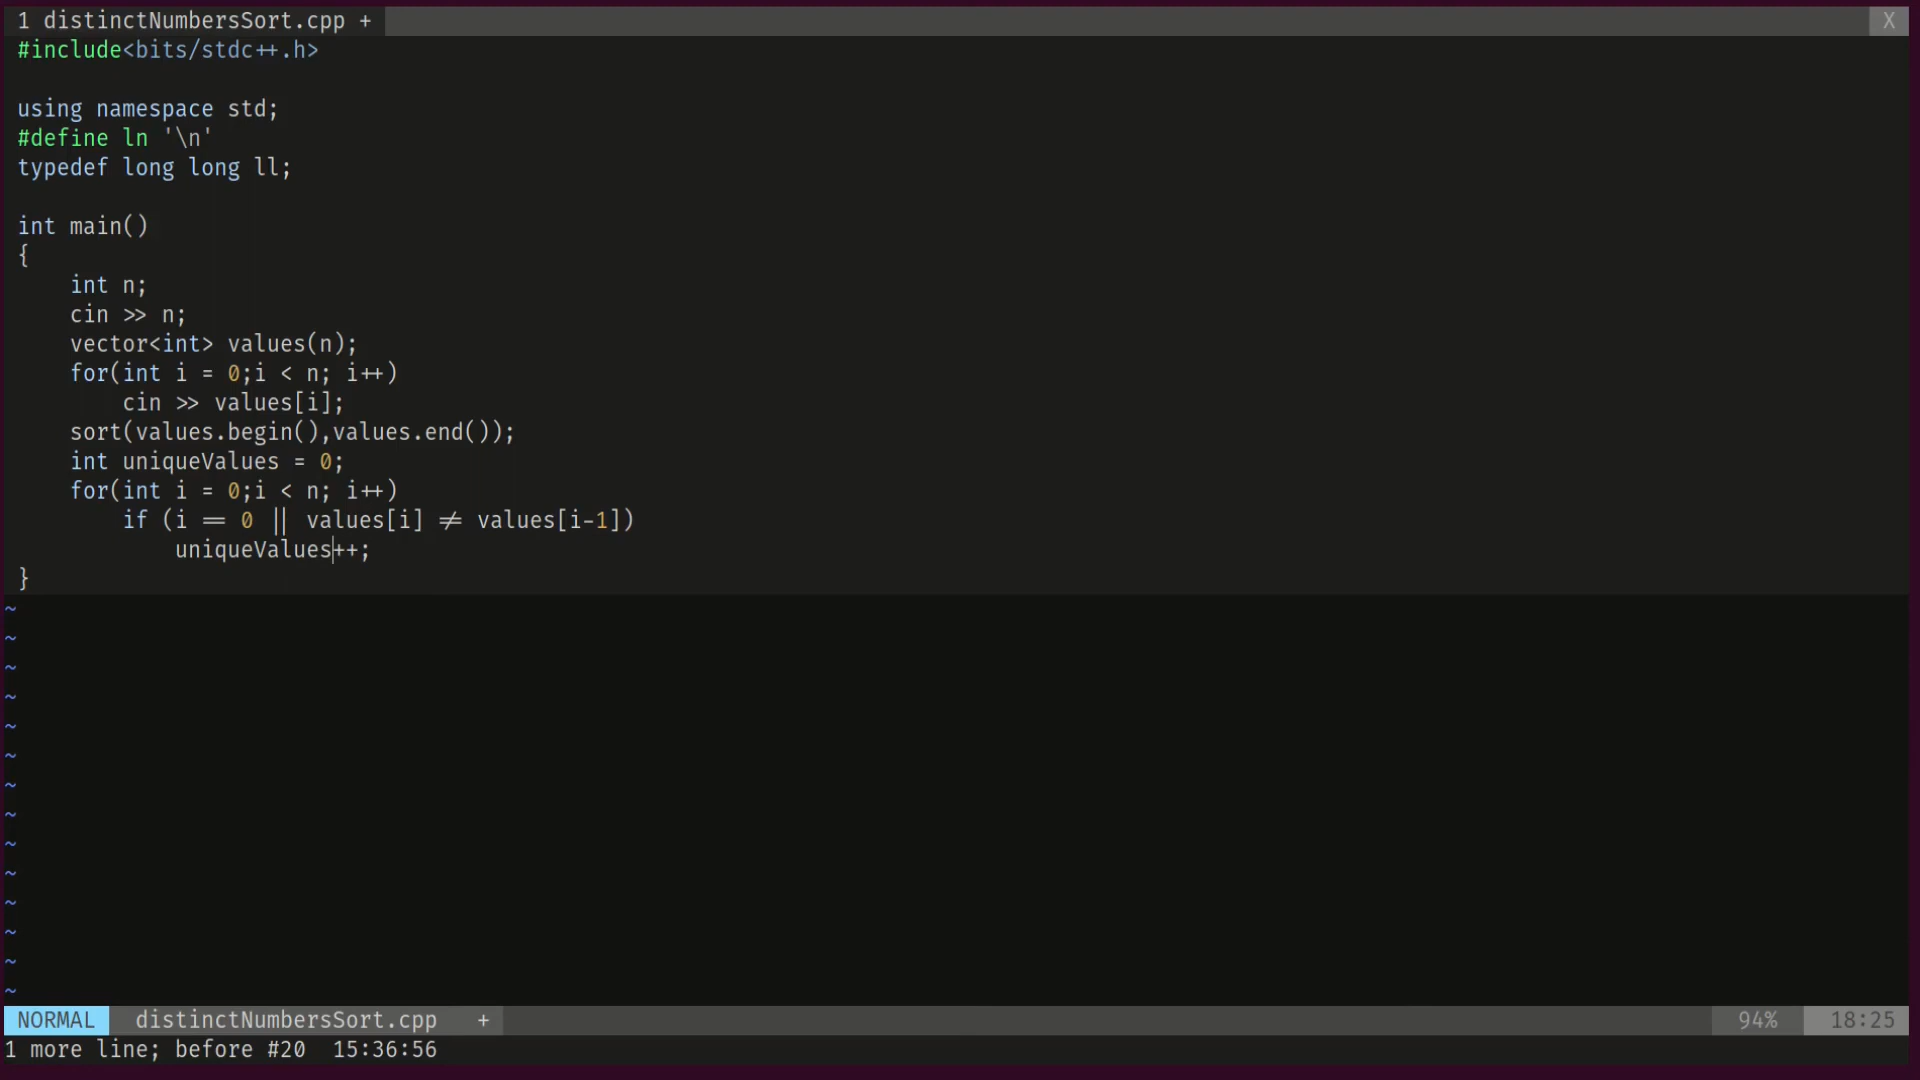 1 distinctNumbersSort.cpp + X
#include<bits/stdc++.h>
using namespace std;
#define ln '\n'
typedef long long ll;
int main()
{
int n;
cin >> n;
vector<int> values(n);
for(int i = 0;i < n; i++)
cin >> values[i];
sort(values.begin(),values.end());
int uniqueValues = 0;
for(int i = 0;i < n; i++)
if (i == 0 || values[i] != values[i-1])
uniqueValues++;
}
~
~
~
~
~
~
~
~
~
~
~
~
~
~
NORMAL distinctNumbersSort.cpp + 94% 18:25
1 more line; before #20 15:36:56